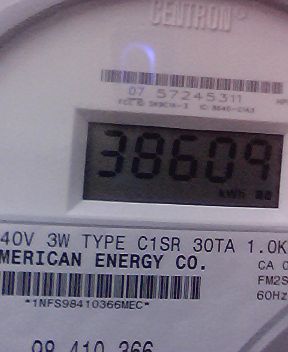 CENTRON®
07 57245311
38609
kWh
40V 3W TYPE C1SR 30TA 1.0K
MERICAN ENERGY CO.
CA 0
FM2S
60Hz
*1NFS98410366MEC*
98 410 366